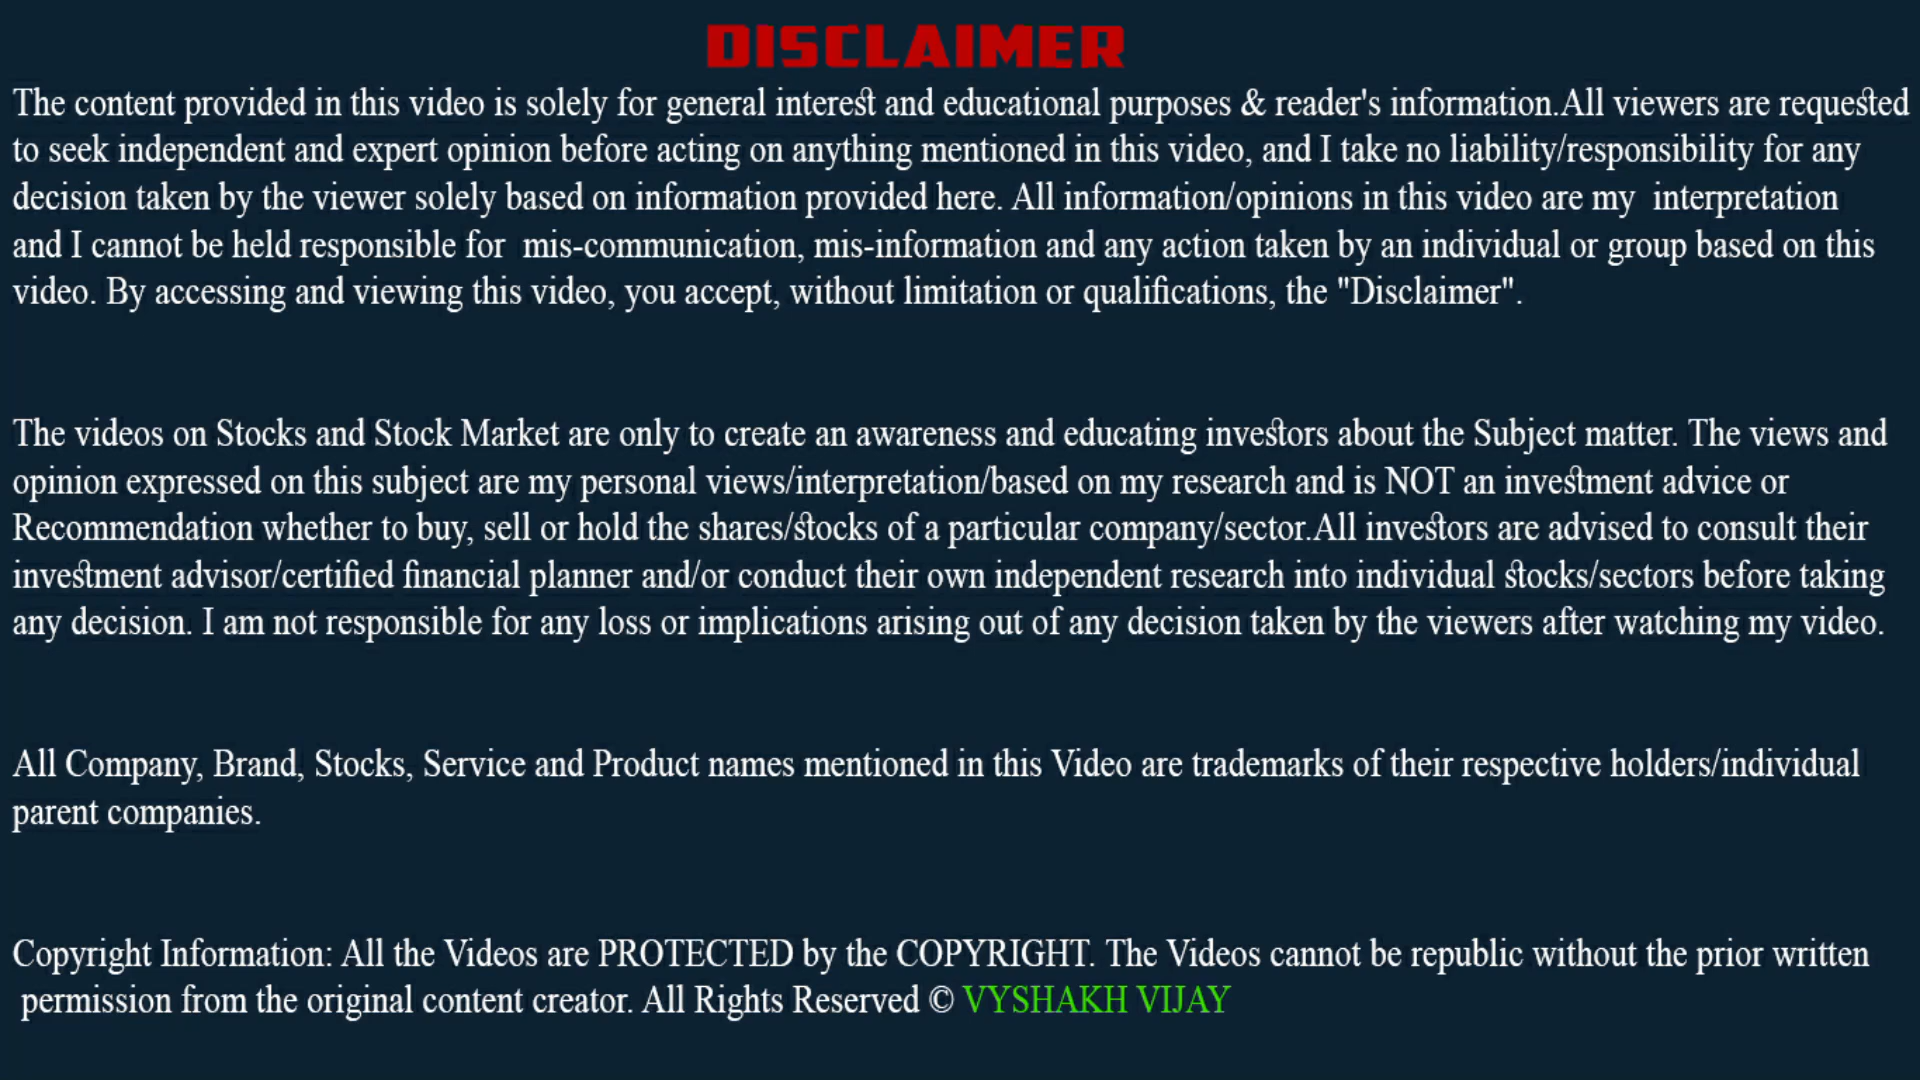 DISCLAIMER
The content provided in this video is solely for general interest and educational purposes & reader's information.All viewers are requested
to seek independent and expert opinion before acting on anything mentioned in this video, and I take no liability/responsibility for any
decision taken by the viewer solely based on information provided here. All information/opinions in this video are my  interpretation
and I cannot be held responsible for  mis-communication, mis-information and any action taken by an individual or group based on this
video. By accessing and viewing this video, you accept, without limitation or qualifications, the "Disclaimer".
The videos on Stocks and Stock Market are only to create an awareness and educating investors about the Subject matter. The views and
opinion expressed on this subject are my personal views/interpretation/based on my research and is NOT an investment advice or
Recommendation whether to buy, sell or hold the shares/stocks of a particular company/sector.All investors are advised to consult their
investment advisor/certified financial planner and/or conduct their own independent research into individual stocks/sectors before taking
any decision. I am not responsible for any loss or implications arising out of any decision taken by the viewers after watching my video.
All Company, Brand, Stocks, Service and Product names mentioned in this Video are trademarks of their respective holders/individual
parent companies.
Copyright Information: All the Videos are PROTECTED by the COPYRIGHT. The Videos cannot be republic without the prior written
permission from the original content creator. All Rights Reserved © VYSHAKH VIJAY